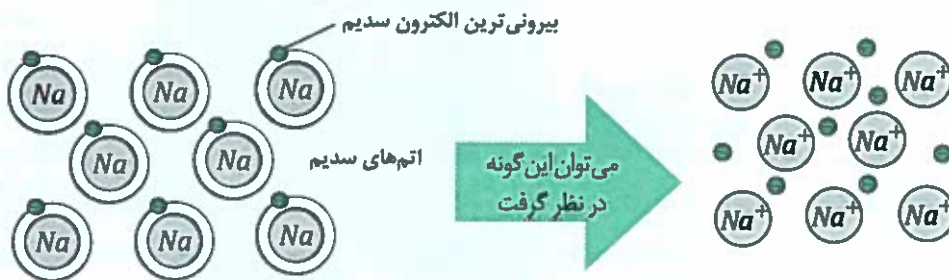 بیرونی‌ترین الکترون سدیم
Na Na Na
Na Na
Na Na Na
اتم‌های سدیم
می‌توان این گونه
در نظر گرفت
Na⁺ Na⁺ Na⁺
Na⁺ Na⁺
Na⁺ Na⁺ Na⁺